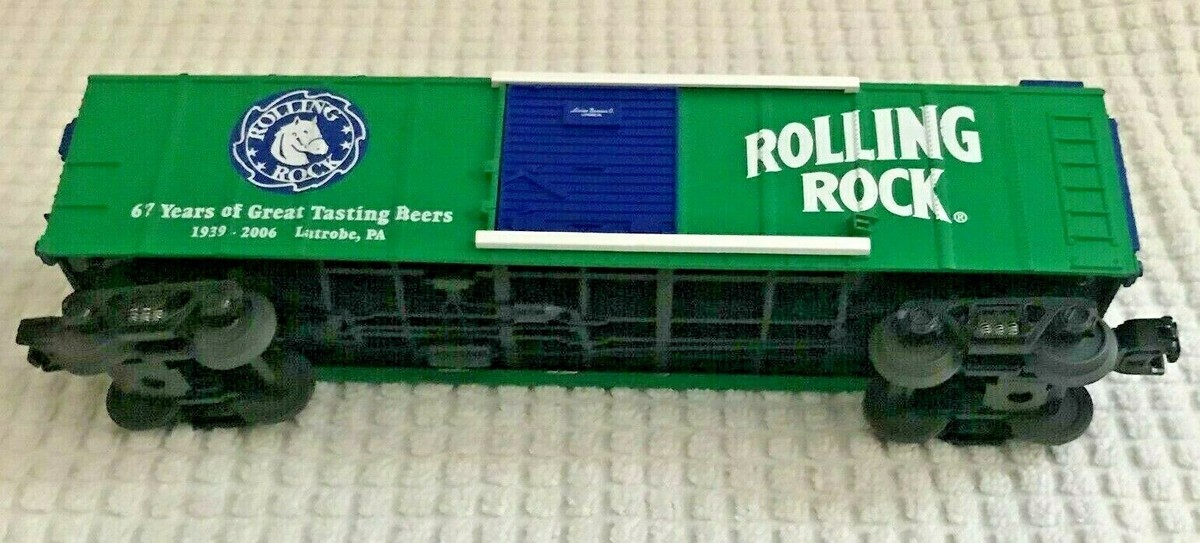 ROLLING
ROCK
67 Years of Great Tasting Beers
1939 - 2006 Latrobe, PA
ROLLING
ROCK®